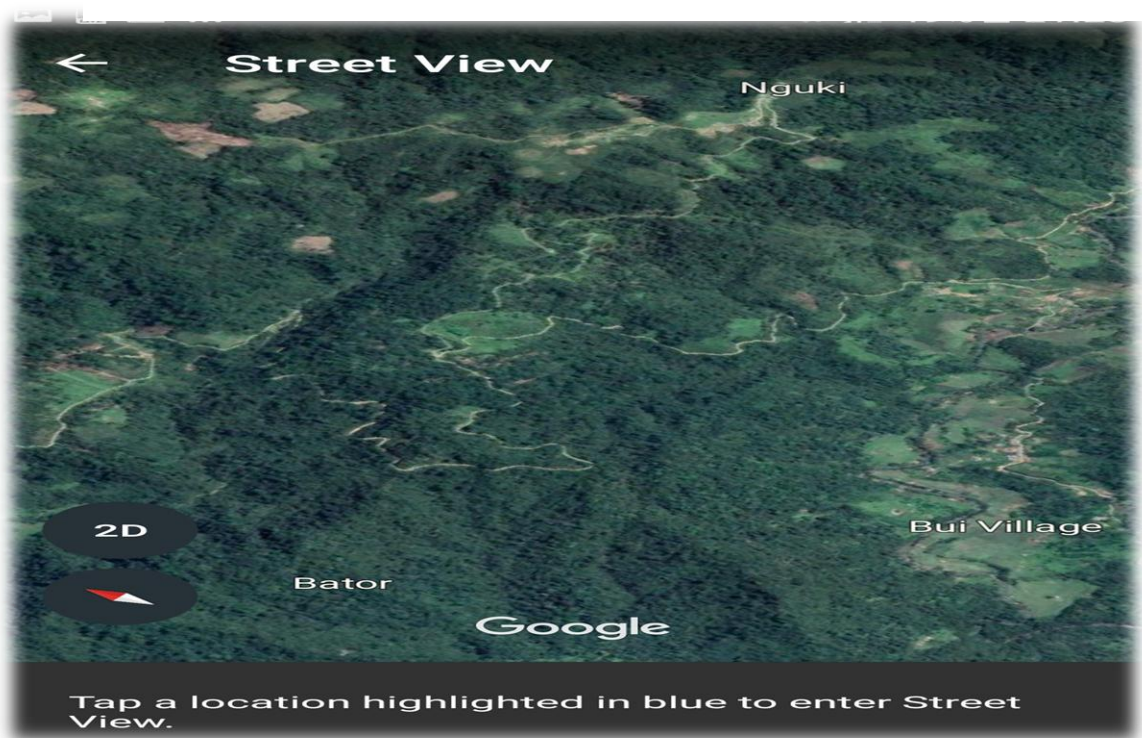 Street View
Nguki
2D
Bui Village
Bator
Google
Tap a location highlighted in blue to enter Street
View.